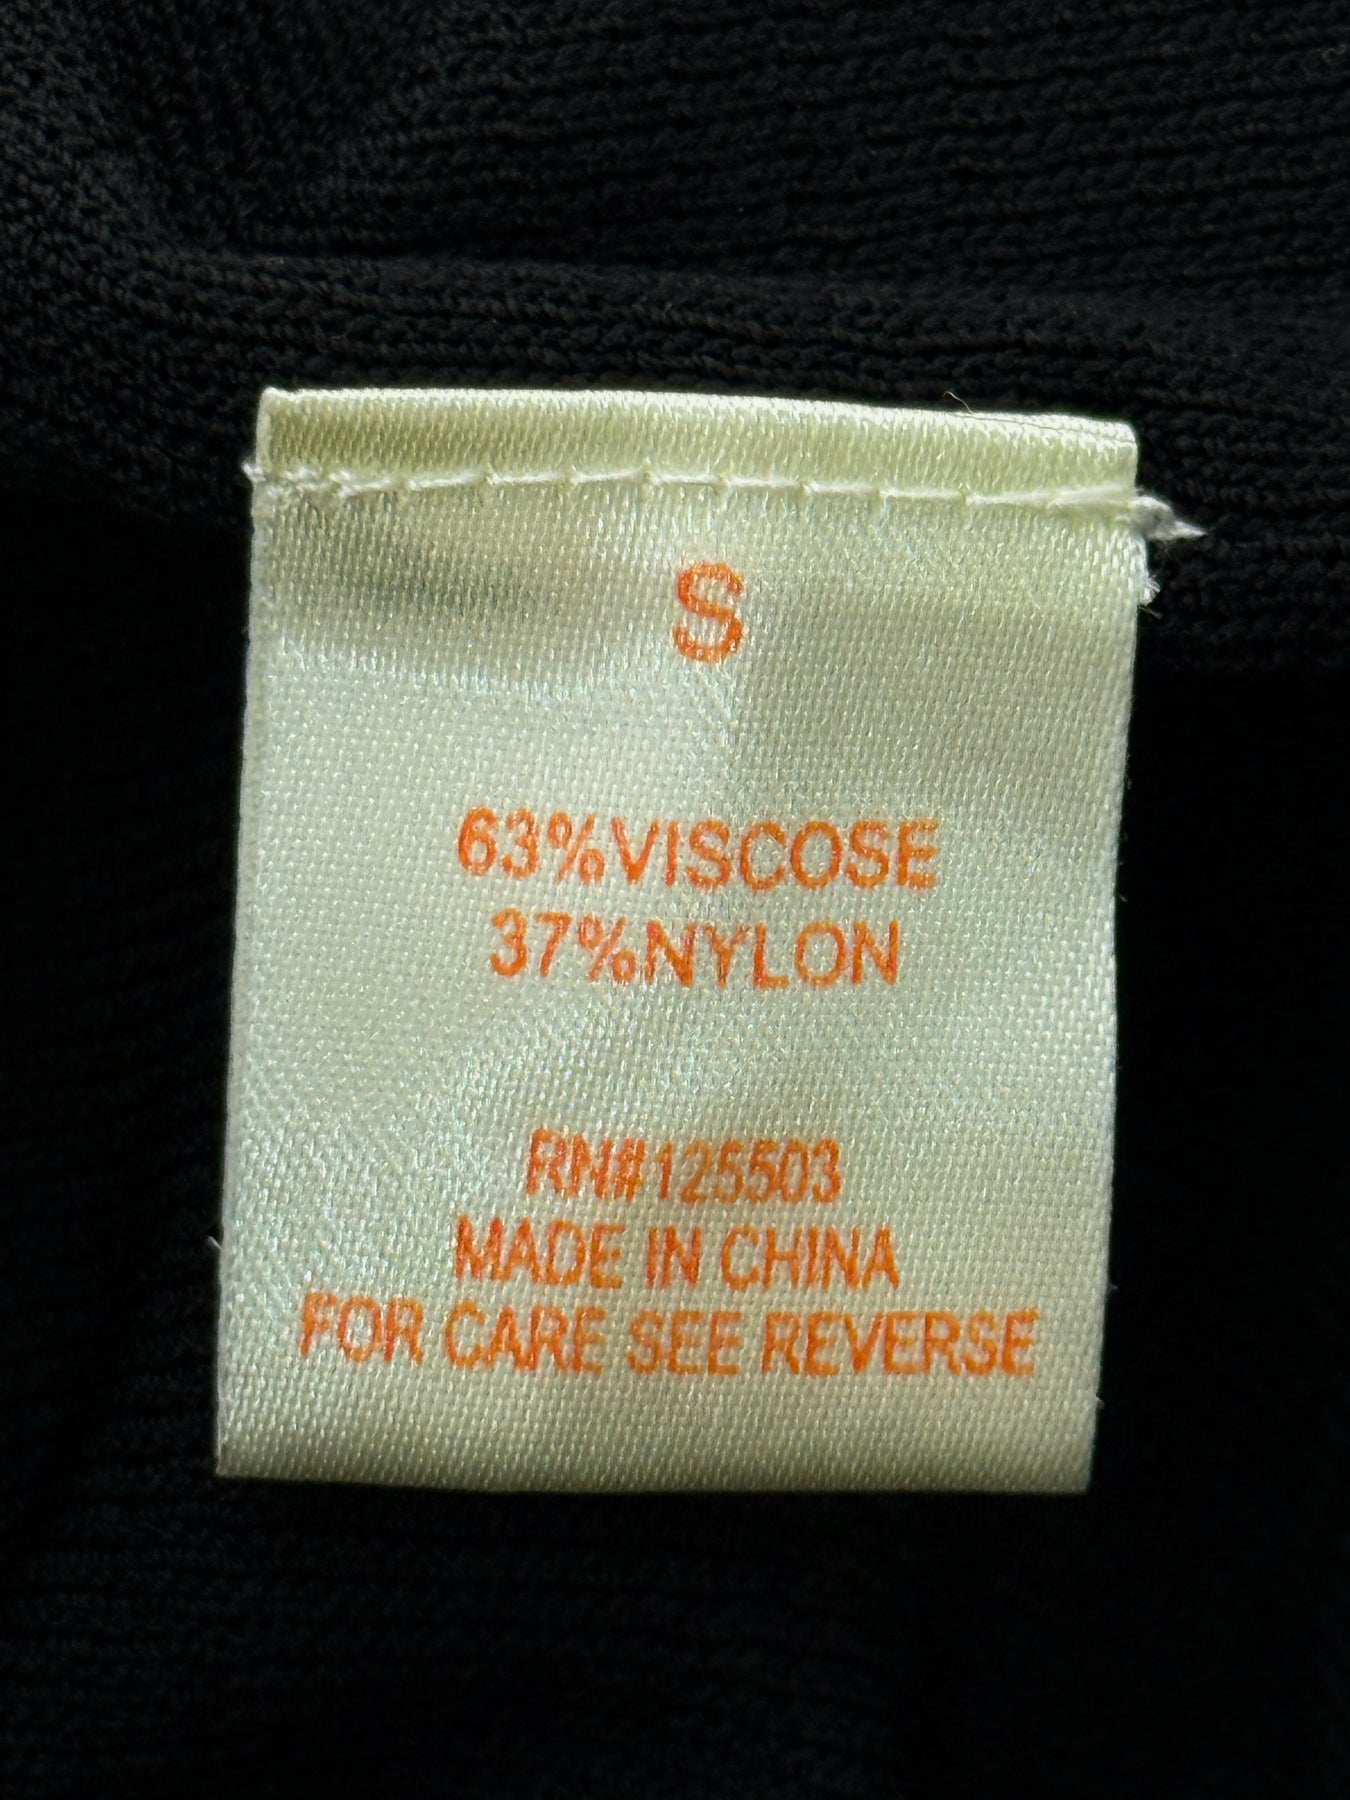 S
63%VISCOSE
37%NYLON
RN#125503
MADE IN CHINA
FOR CARE SEE REVERSE